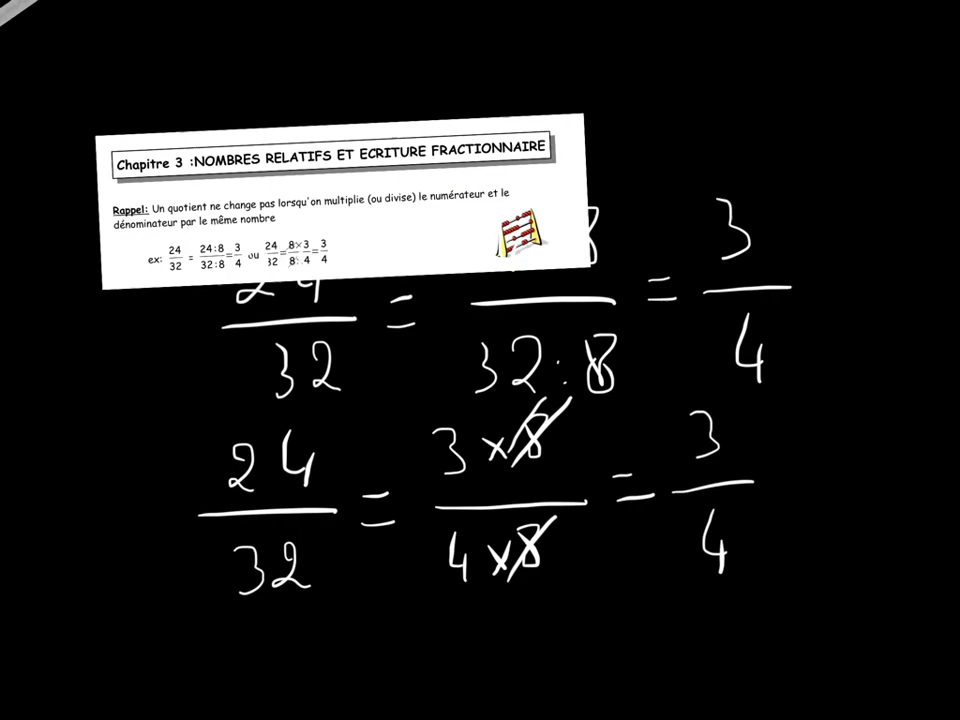 Chapitre 3 :NOMBRES RELATIFS ET ECRITURE FRACTIONNAIRE
Rappel: Un quotient ne change pas lorsqu'on multiplie (ou divise) le numérateur et le
dénominateur par le même nombre
ex: 24/32 = 24:8/32:8 = 3/4 ou 24/32 = 8×3/8×4 = 3/4
24/32 = 8/32:8 = 3/4
24/32 = 3×8/4×8 = 3/4